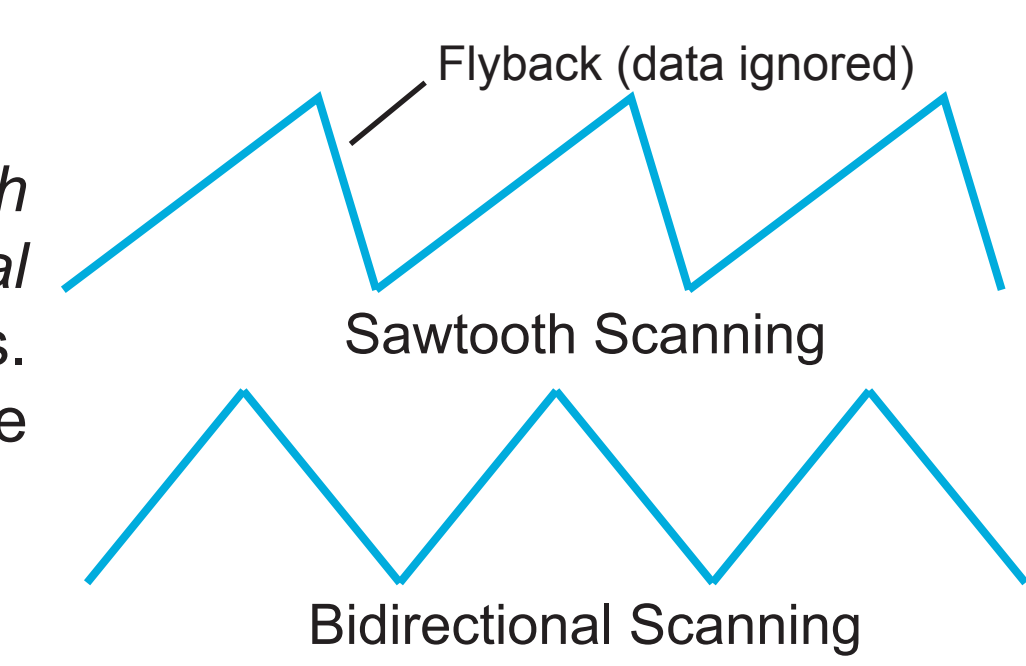 Flyback (data ignored)
s.
Sawtooth Scanning
Bidirectional Scanning